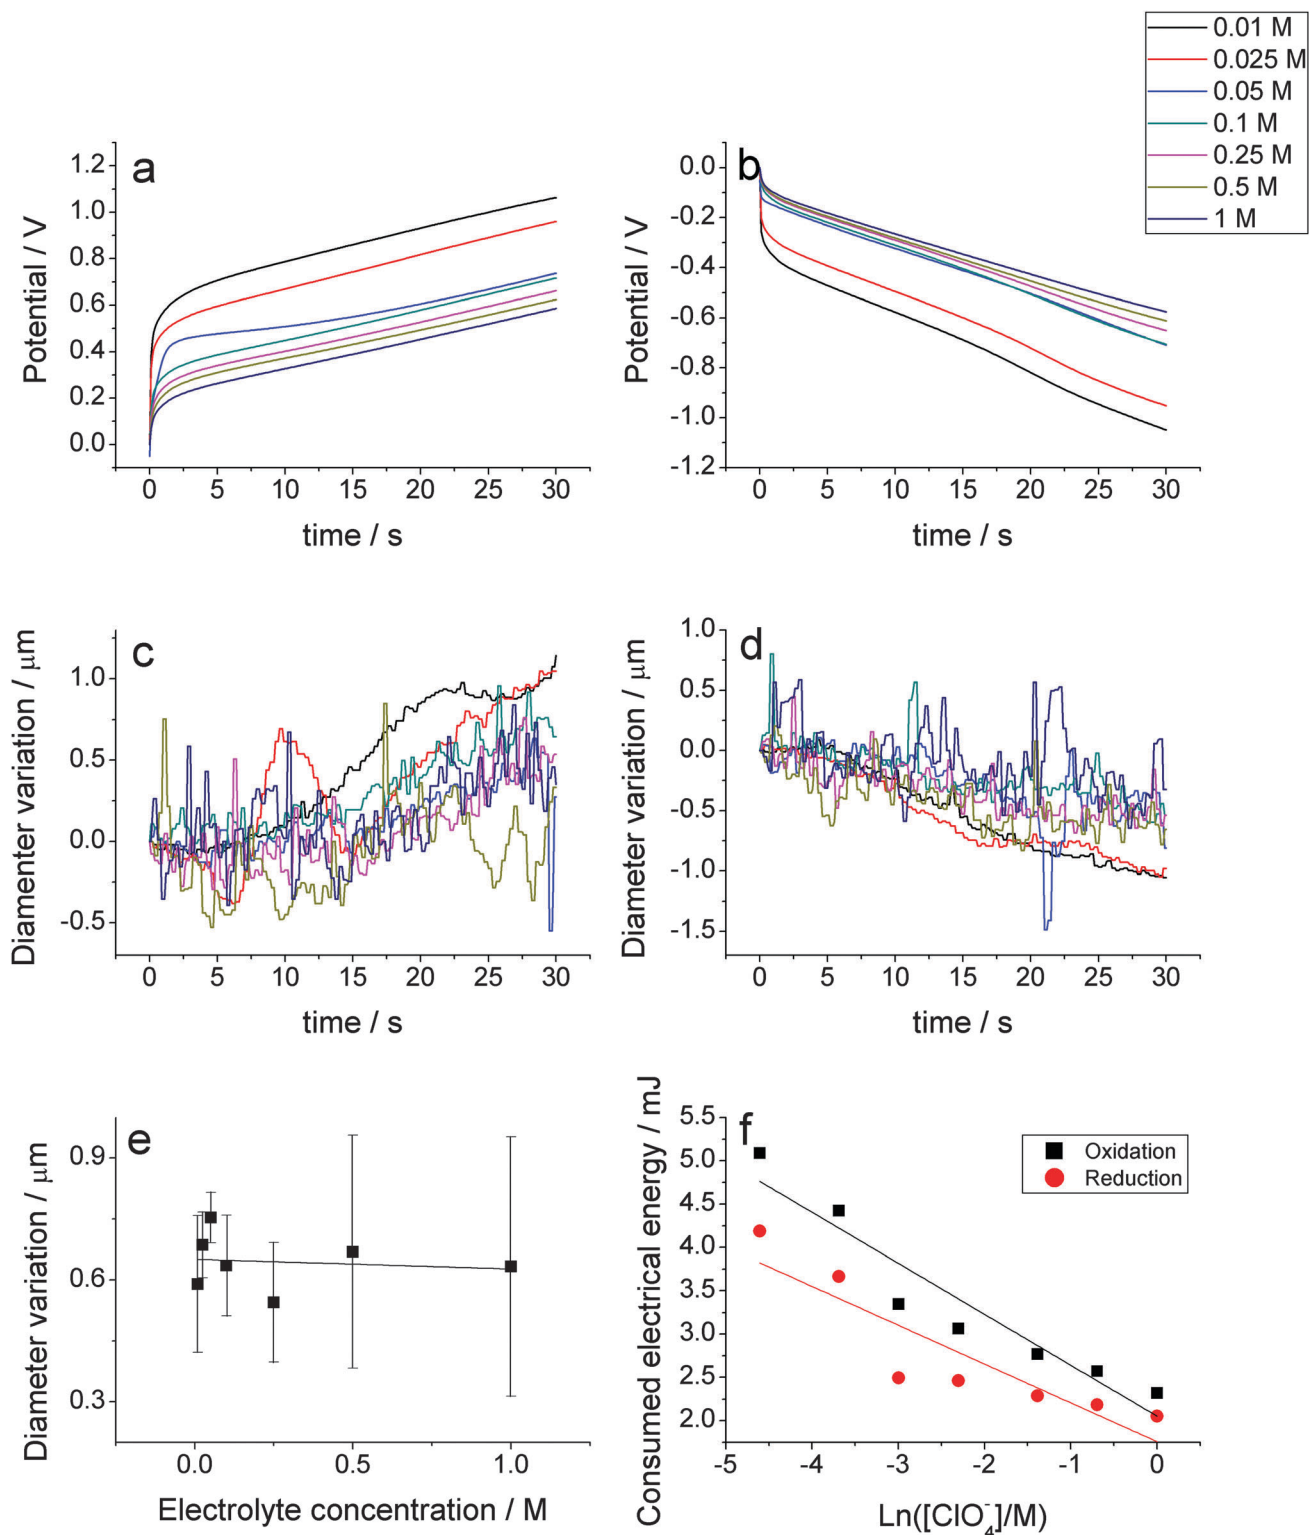 0.01 M
0.025 M
0.05 M
0.1 M
0.25 M
0.5 M
1 M
a
Potential / V
1.2
1.0
0.8
0.6
0.4
0.2
0.0
0 5 10 15 20 25 30
time / s
b
Potential / V
0.0
-0.2
-0.4
-0.6
-0.8
-1.0
-1.2
0 5 10 15 20 25 30
time / s
c
Diamenter variation / μm
1.0
0.5
0.0
-0.5
0 5 10 15 20 25 30
time / s
d
Diameter variation / μm
1.0
0.5
0.0
-0.5
-1.0
-1.5
0 5 10 15 20 25 30
time / s
e
Diameter variation / μm
0.9
0.6
0.3
0.0 0.5 1.0
Electrolyte concentration / M
f
Consumed electrical energy / mJ
5.5
5.0
4.5
4.0
3.5
3.0
2.5
2.0
Oxidation
Reduction
-5 -4 -3 -2 -1 0
Ln([ClO₄⁻]/M)